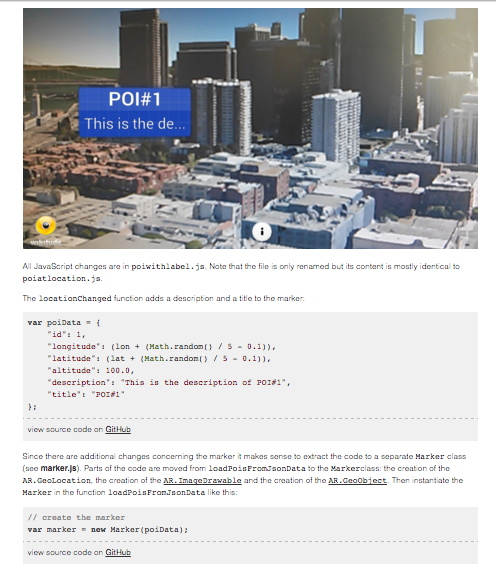 POI#1
This is the de...
i
All JavaScript changes are in poiwithlabel.js. Note that the file is only renamed but its content is mostly identical to
poiatlocation.js.
The locationChanged function adds a description and a title to the marker:
var poiData = {
"id": 1,
"longitude": (lon + (Math.random() / 5 - 0.1)),
"latitude": (lat + (Math.random() / 5 - 0.1)),
"altitude": 100.0,
"description": "This is the description of POI#1",
"title": "POI#1"
};
view source code on GitHub
Since there are additional changes concerning the marker it makes sense to extract the code to a separate Marker class
(see marker.js). Parts of the code are moved from loadPoisFromJsonData to the Markerclass: the creation of the
AR.GeoLocation, the creation of the AR.ImageDrawable and the creation of the AR.GeoObject. Then instantiate the
Marker in the function loadPoisFromJsonData like this:
// create the marker
var marker = new Marker(poiData);
view source code on GitHub